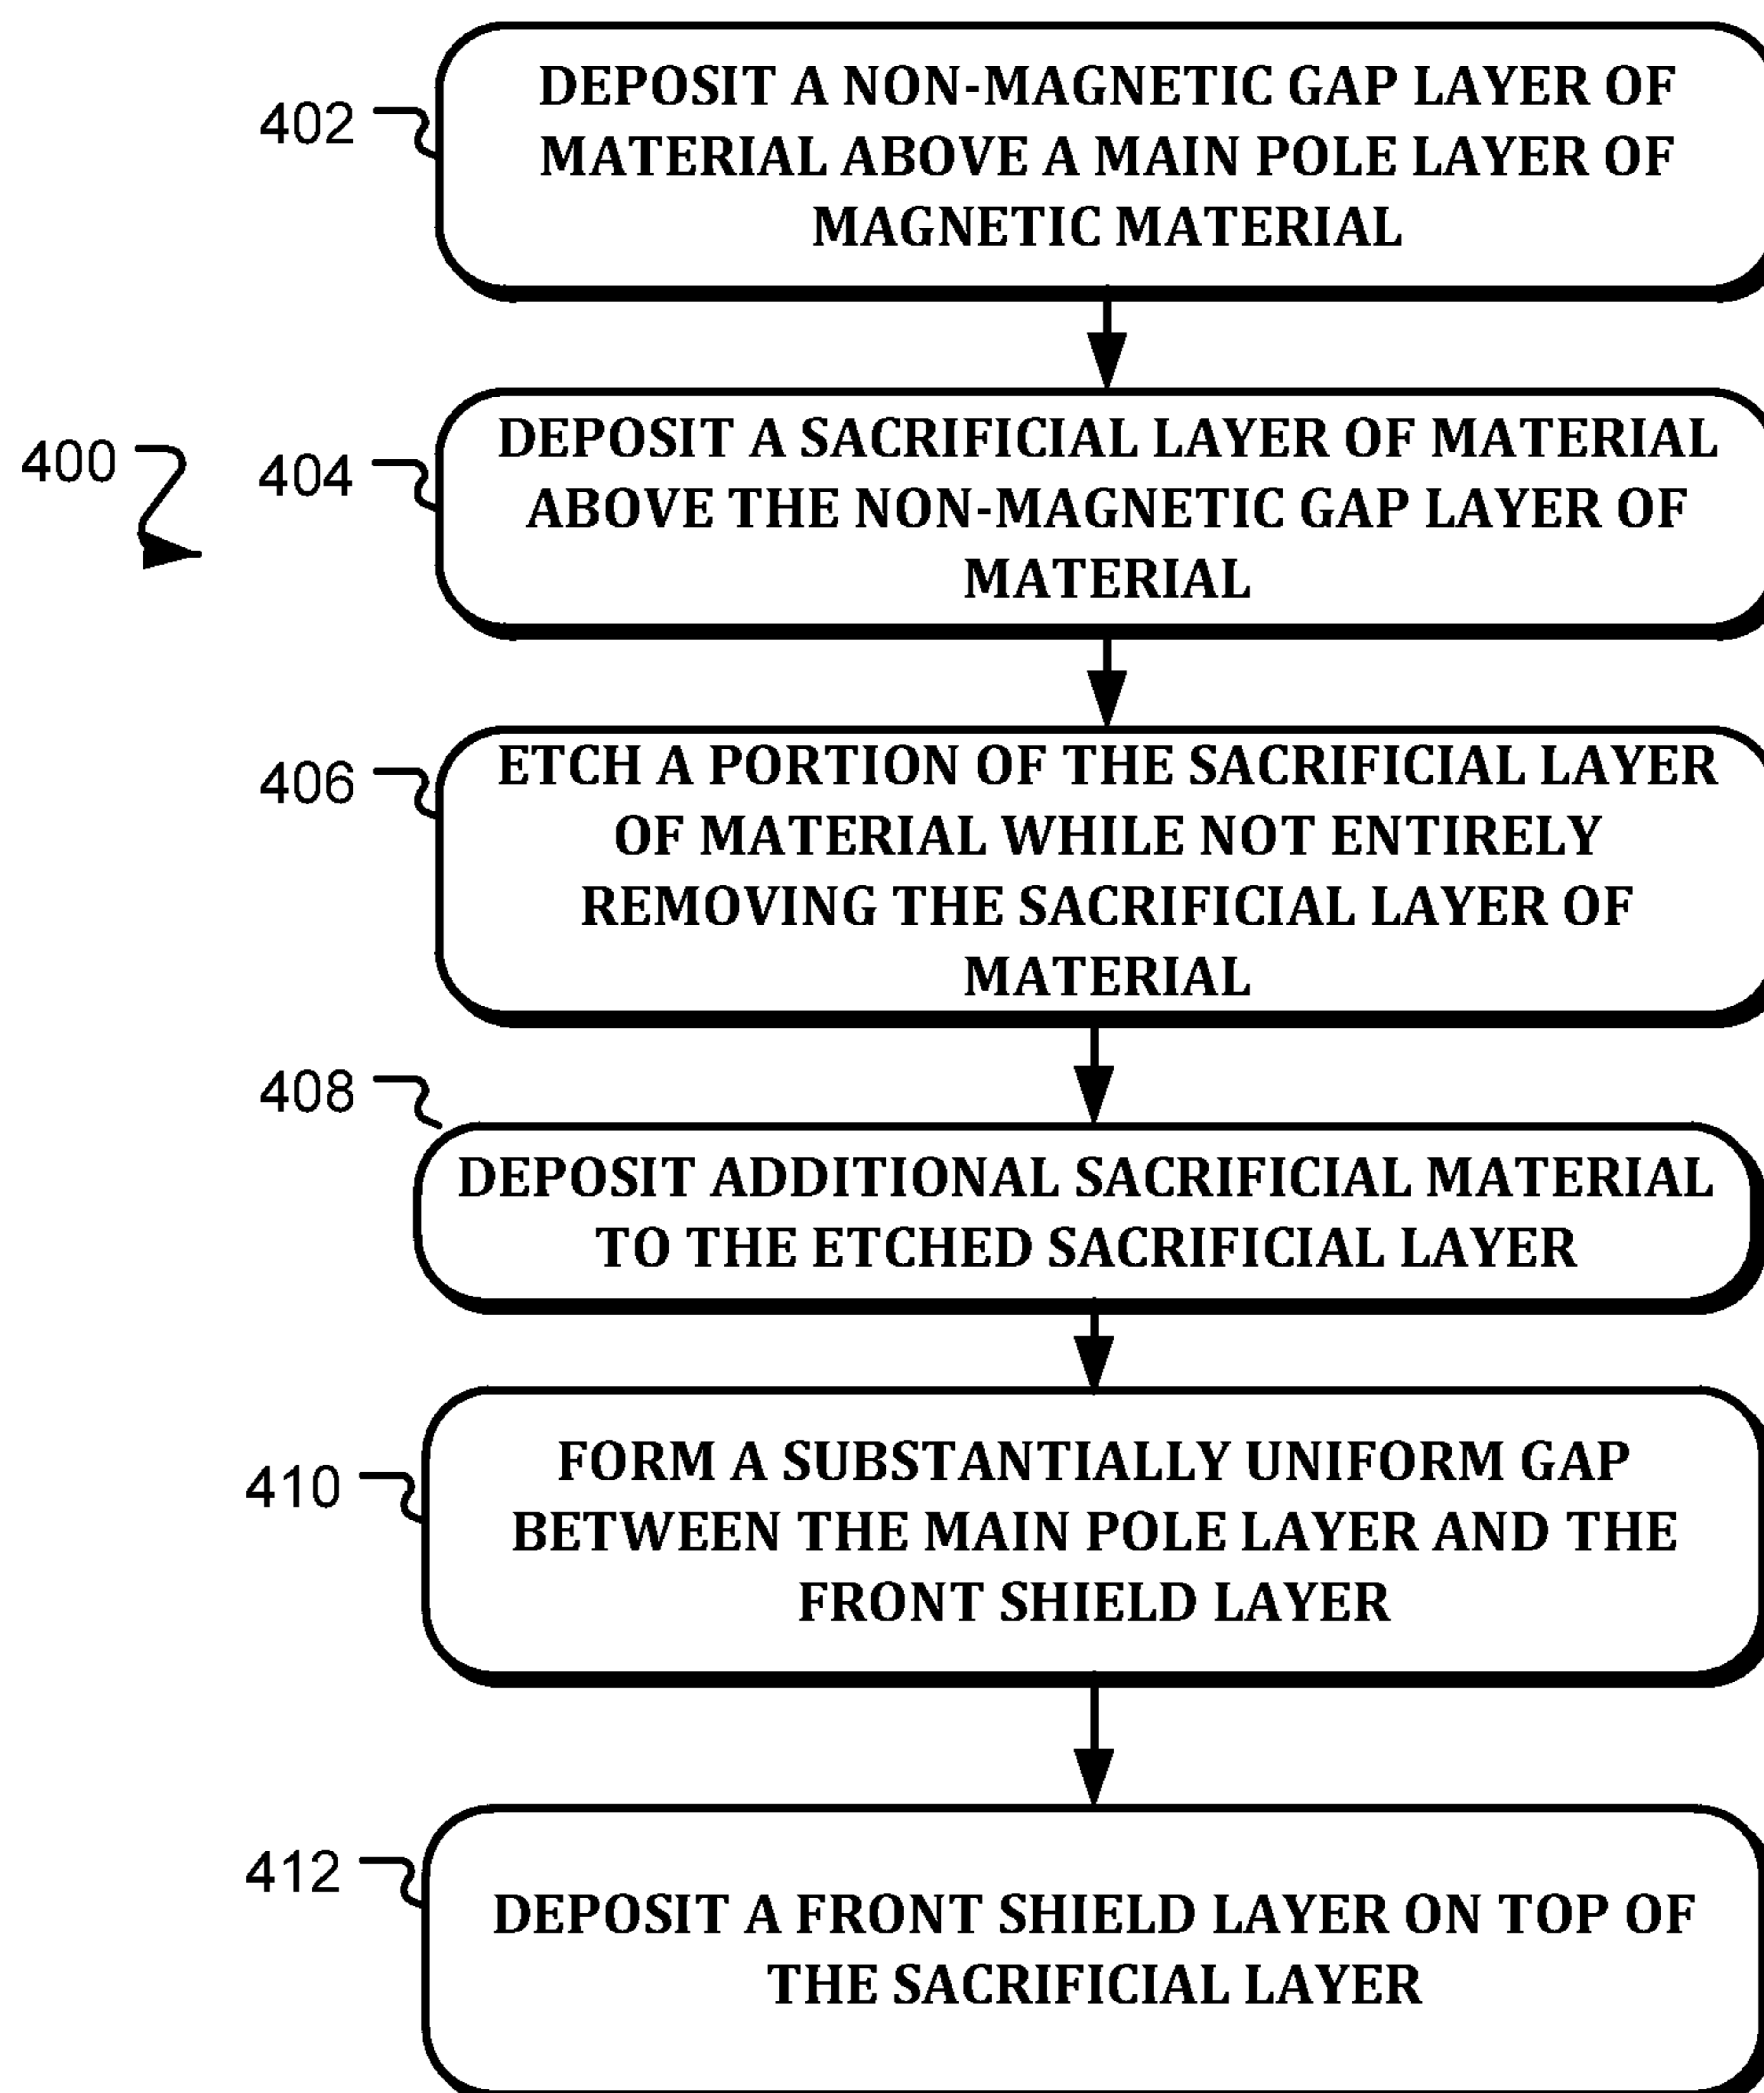 402
DEPOSIT A NON-MAGNETIC GAP LAYER OF
MATERIAL ABOVE A MAIN POLE LAYER OF
MAGNETIC MATERIAL
400
404
DEPOSIT A SACRIFICIAL LAYER OF MATERIAL
ABOVE THE NON-MAGNETIC GAP LAYER OF
MATERIAL
406
ETCH A PORTION OF THE SACRIFICIAL LAYER
OF MATERIAL WHILE NOT ENTIRELY
REMOVING THE SACRIFICIAL LAYER OF
MATERIAL
408
DEPOSIT ADDITIONAL SACRIFICIAL MATERIAL
TO THE ETCHED SACRIFICIAL LAYER
410
FORM A SUBSTANTIALLY UNIFORM GAP
BETWEEN THE MAIN POLE LAYER AND THE
FRONT SHIELD LAYER
412
DEPOSIT A FRONT SHIELD LAYER ON TOP OF
THE SACRIFICIAL LAYER